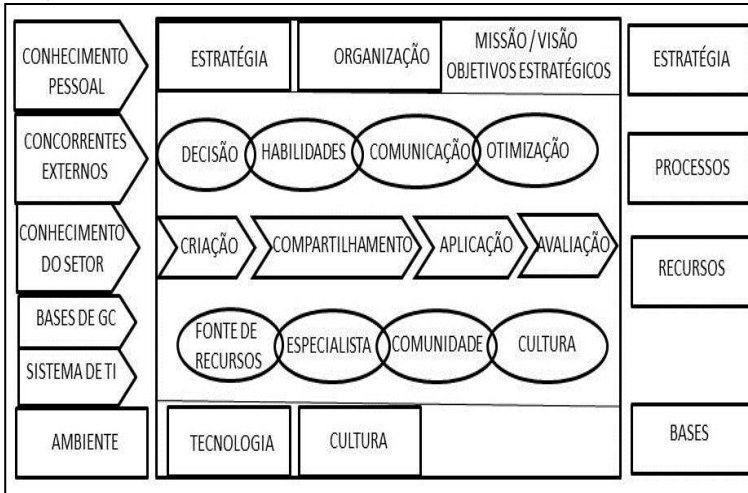 CONHECIMENTO
PESSOAL
ESTRATÉGIA
ORGANIZAÇÃO
MISSÃO / VISÃO
OBJETIVOS ESTRATÉGICOS
ESTRATÉGIA
CONCORRENTES
EXTERNOS
DECISÃO
HABILIDADES
COMUNICAÇÃO
OTIMIZAÇÃO
PROCESSOS
CONHECIMENTO
DO SETOR
CRIAÇÃO
COMPARTILHAMENTO
APLICAÇÃO
AVALIAÇÃO
RECURSOS
BASES DE GC
SISTEMA DE TI
FONTE DE
RECURSOS
ESPECIALISTA
COMUNIDADE
CULTURA
AMBIENTE
TECNOLOGIA
CULTURA
BASES